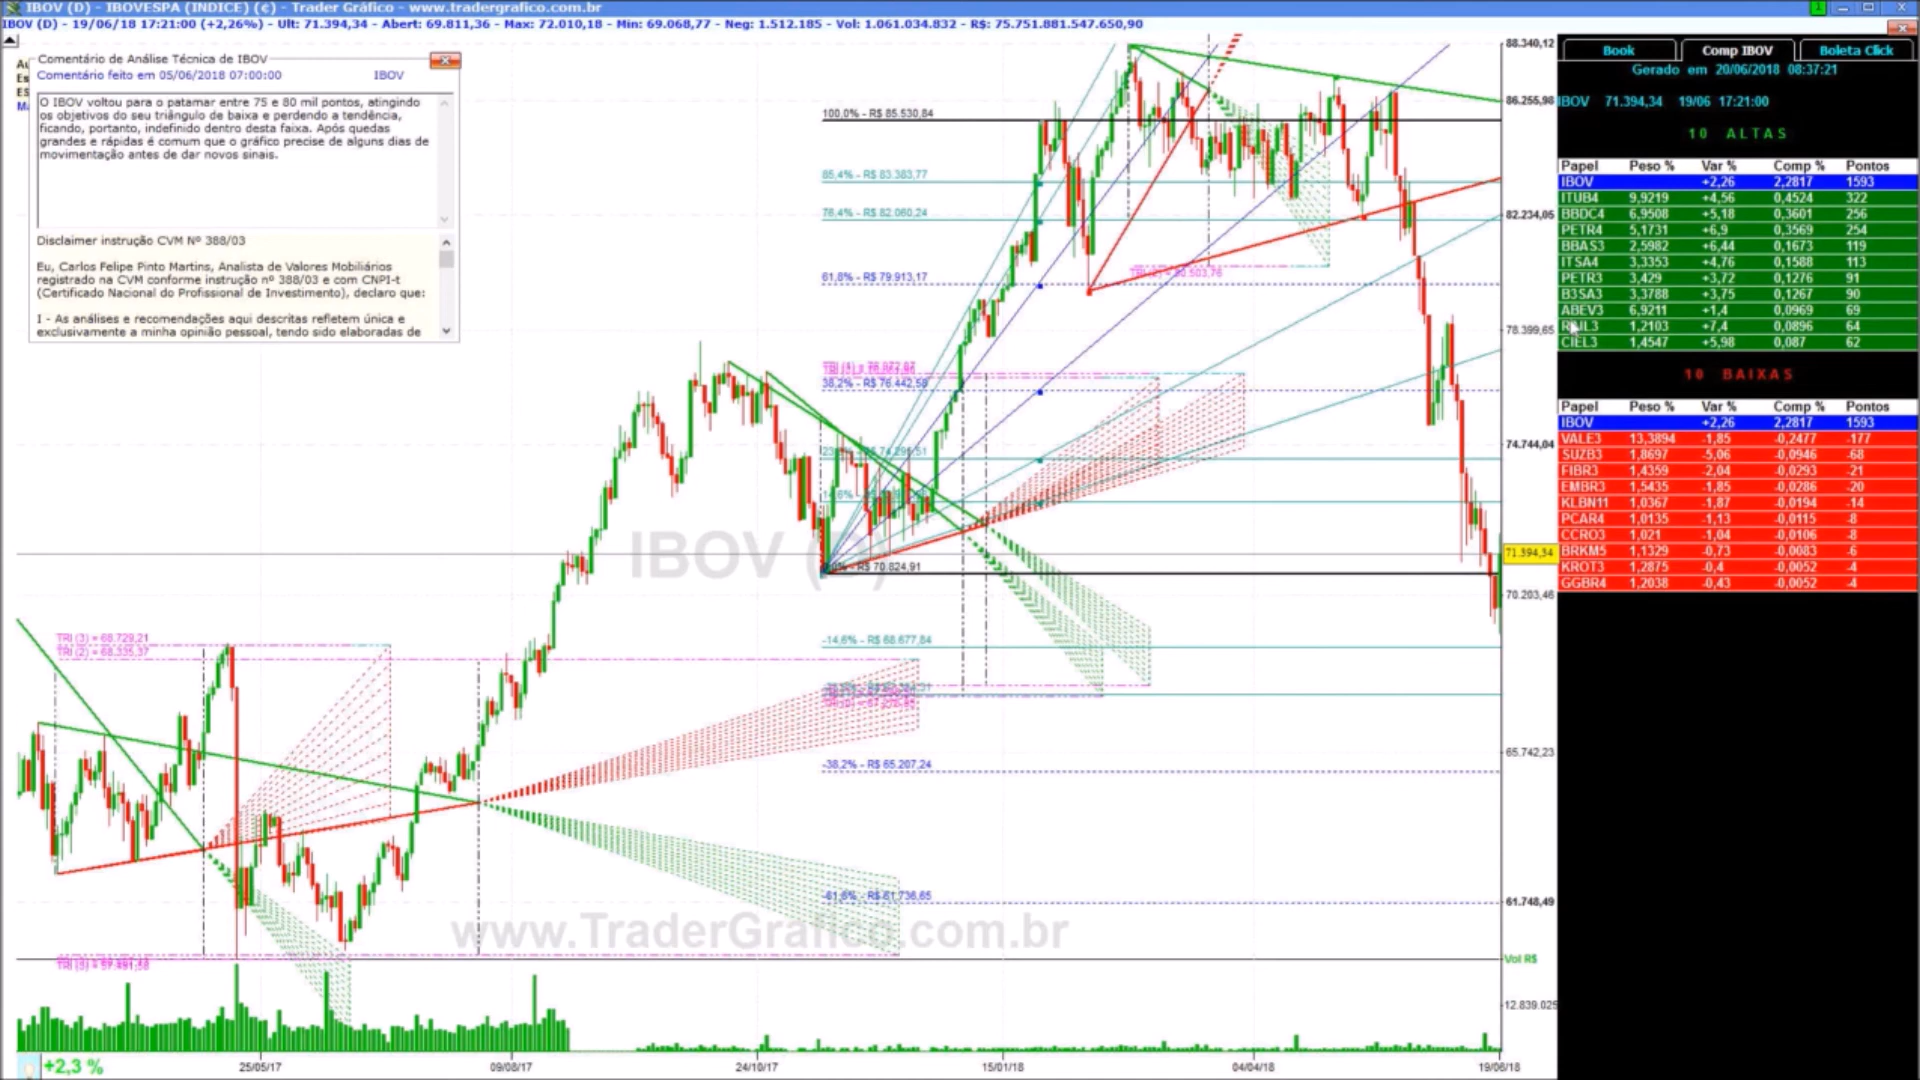 IBOV (D) - IBOVESPA (INDICE) (c) - Trader Gráfico - www.tradergrafico.com.br
IBOV (D) - 19/06/18 17:21:00 (+2,26%) - Ult: 71.394,34 - Abert: 69.811,36 - Max: 72.010,18 - Min: 69.068,77 - Neg: 1.512.185 - Vol: 1.061.034.832 - R$: 75.751.881.547.650,90
Comentário de Análise Técnica de IBOV
Comentário feito em 05/06/2018 07:00:00 IBOV
O IBOV voltou para o patamar entre 75 e 80 mil pontos, atingindo
os objetivos do seu triângulo de baixa e perdendo a tendência,
ficando, portanto, indefinido dentro desta faixa. Após quedas
grandes e rápidas é comum que o gráfico precise de alguns dias de
movimentação antes de dar novos sinais.
Disclaimer instrução CVM Nº 388/03
Eu, Carlos Felipe Pinto Martins, Analista de Valores Mobiliários
registrado na CVM conforme instrução nº 388/03 e com CNPI-t
(Certificado Nacional do Profissional de Investimento), declaro que:
I - As análises e recomendações aqui descritas refletem única e
exclusivamente a minha opinião pessoal, tendo sido elaboradas de
100,0% - R$ 85.530,84
85,4% - R$ 83.383,77
78,4% - R$ 82.060,24
61,8% - R$ 79.913,17
38,2% - R$ 76.442,58
R$ 70.824,91
-14,6% - R$ 68.677,84
-38,2% - R$ 65.207,24
-61,8% - R$ 61.736,65
TRI (3) = 68.729,21
TRI (2) = 68.335,37
IBOV
www.TraderGrafico.com.br
88.340,12
86.255,98
82.234,05
78.399,65
74.744,04
71.394,34
70.203,46
65.742,23
61.748,49
Vol R$
12.839.025
+2,3 %
25/05/17
09/08/17
24/10/17
15/01/18
04/04/18
19/06/18
Book Comp IBOV Boleta Click
Gerado em 20/06/2018 08:37:21
IBOV 71.394,34 19/06 17:21:00
10 ALTAS
Papel Peso % Var % Comp % Pontos
IBOV +2,26 2,2817 1593
ITUB4 9,9219 +4,56 0,4524 322
BBDC4 6,9508 +5,18 0,3601 256
PETR4 5,1731 +6,9 0,3569 254
BBAS3 2,5982 +6,44 0,1673 119
ITSA4 3,3353 +4,76 0,1588 113
PETR3 3,429 +3,72 0,1276 91
B3SA3 3,3788 +3,75 0,1267 90
ABEV3 6,9211 +1,4 0,0969 69
RAIL3 1,2103 +7,4 0,0896 64
CIEL3 1,4547 +5,98 0,087 62
10 BAIXAS
Papel Peso % Var % Comp % Pontos
IBOV +2,26 2,2817 1593
VALE3 13,3894 -1,85 -0,2477 -177
SUZB3 1,8697 -5,06 -0,0946 -68
FIBR3 1,4359 -2,04 -0,0293 -21
EMBR3 1,5435 -1,85 -0,0286 -20
KLBN11 1,0367 -1,87 -0,0194 -14
PCAR4 1,0135 -1,13 -0,0115 -8
CCRO3 1,021 -1,04 -0,0106 -8
BRKM5 1,1329 -0,73 -0,0083 -6
KROT3 1,2875 -0,4 -0,0052 -4
GGBR4 1,2038 -0,43 -0,0052 -4